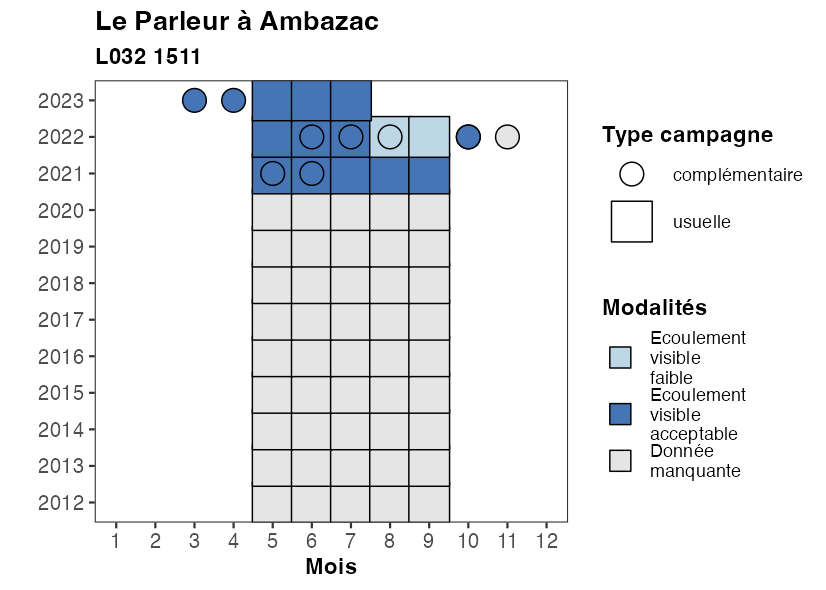 Le Parleur à Ambazac
L032 1511
2023
2022
2021
2020
2019
2018
2017
2016
2015
2014
2013
2012
1 2 3 4 5 6 7 8 9 10 11 12
Mois
Type campagne
complémentaire
usuelle
Modalités
Ecoulement
visible
faible
Ecoulement
visible
acceptable
Donnée
manquante